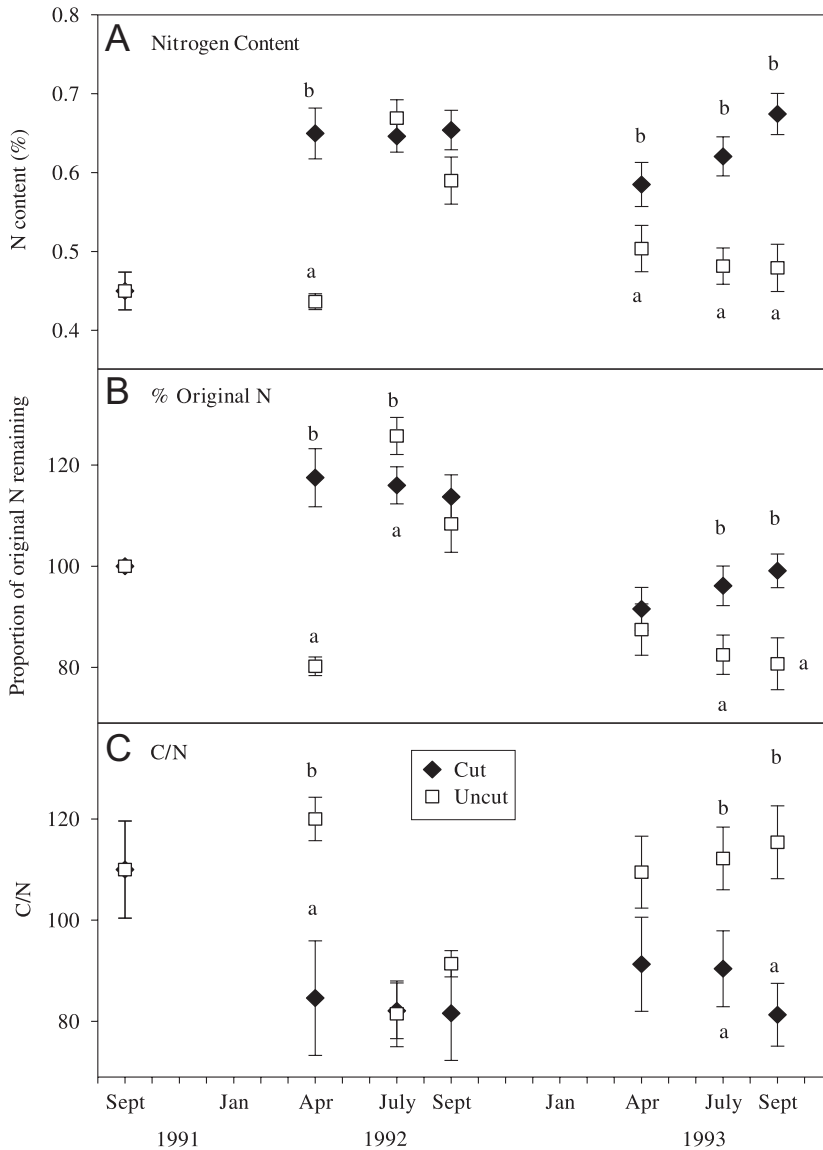 A Nitrogen Content
N content (%)
0.8
0.7
0.6
0.5
0.4
b
a
b
b
b
a
a
a
B % Original N
Proportion of original N remaining
120
100
80
b
a
b
a
b
b
a
a
C C/N
C/N
120
100
80
Cut
Uncut
b
a
b
b
a
a
Sept Jan Apr July Sept Jan Apr July Sept
1991 1992 1993